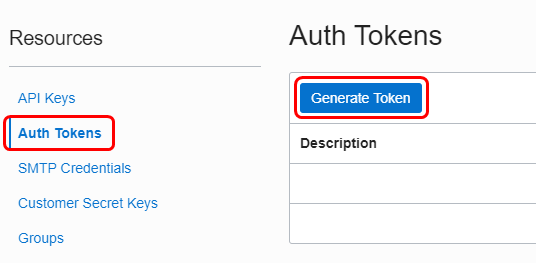 Resources
API Keys
Auth Tokens
SMTP Credentials
Customer Secret Keys
Groups
Auth Tokens
Generate Token
Description